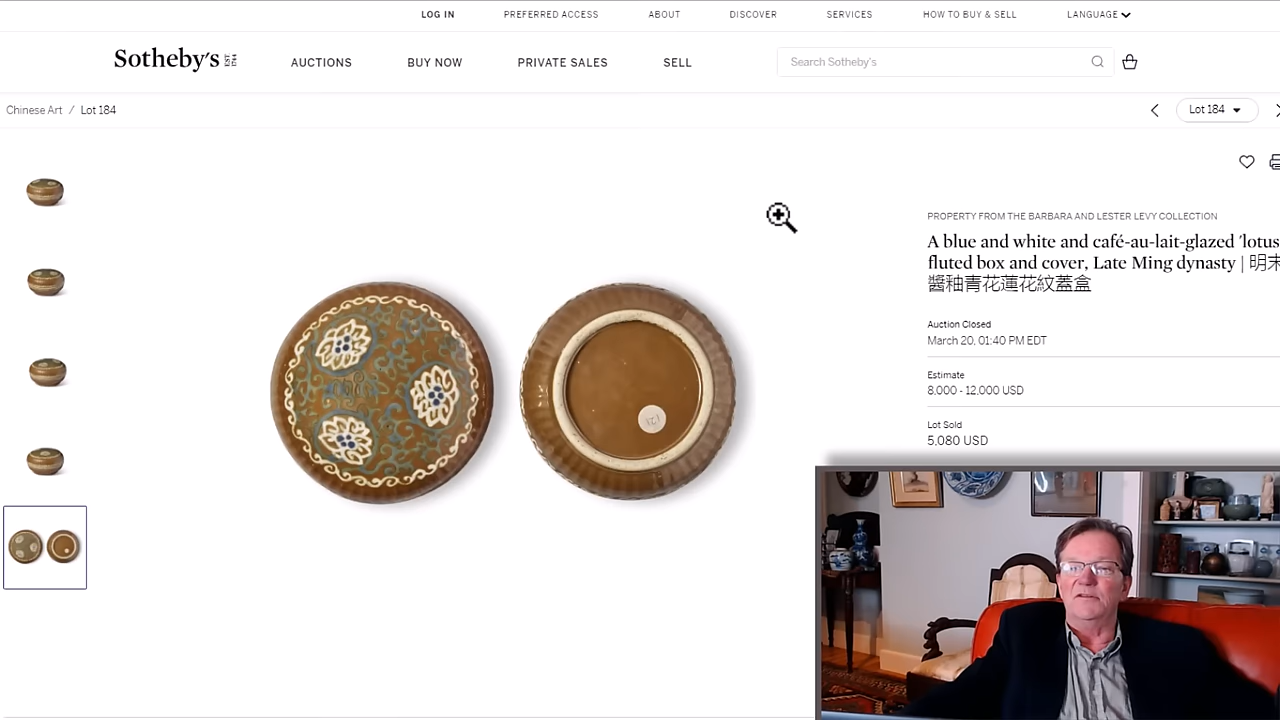 LOG IN PREFERRED ACCESS ABOUT DISCOVER SERVICES HOW TO BUY & SELL LANGUAGE
Sotheby's EST 1744 AUCTIONS BUY NOW PRIVATE SALES SELL Search Sotheby's
Chinese Art / Lot 184 Lot 184
PROPERTY FROM THE BARBARA AND LESTER LEVY COLLECTION
A blue and white and café-au-lait-glazed 'lotus
fluted box and cover, Late Ming dynasty | 明末
醬秞青花蓮花紋蓋盒
Auction Closed
March 20, 01:40 PM EDT
Estimate
8,000 - 12,000 USD
Lot Sold
5,080 USD